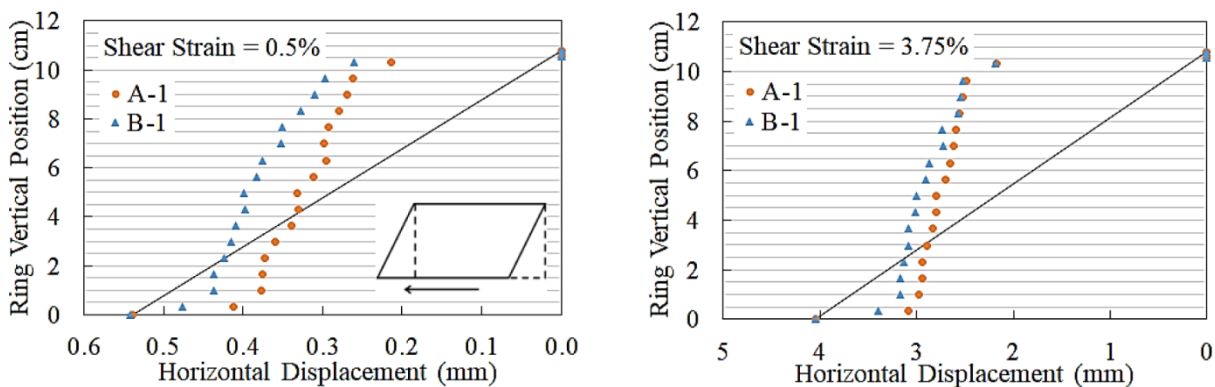 12
10
8
6
4
2
0
Ring Vertical Position (cm)
Shear Strain = 0.5%
A-1
B-1
0.6 0.5 0.4 0.3 0.2 0.1 0.0
Horizontal Displacement (mm)
12
10
8
6
4
2
0
Ring Vertical Position (cm)
Shear Strain = 3.75%
A-1
B-1
5 4 3 2 1 0
Horizontal Displacement (mm)